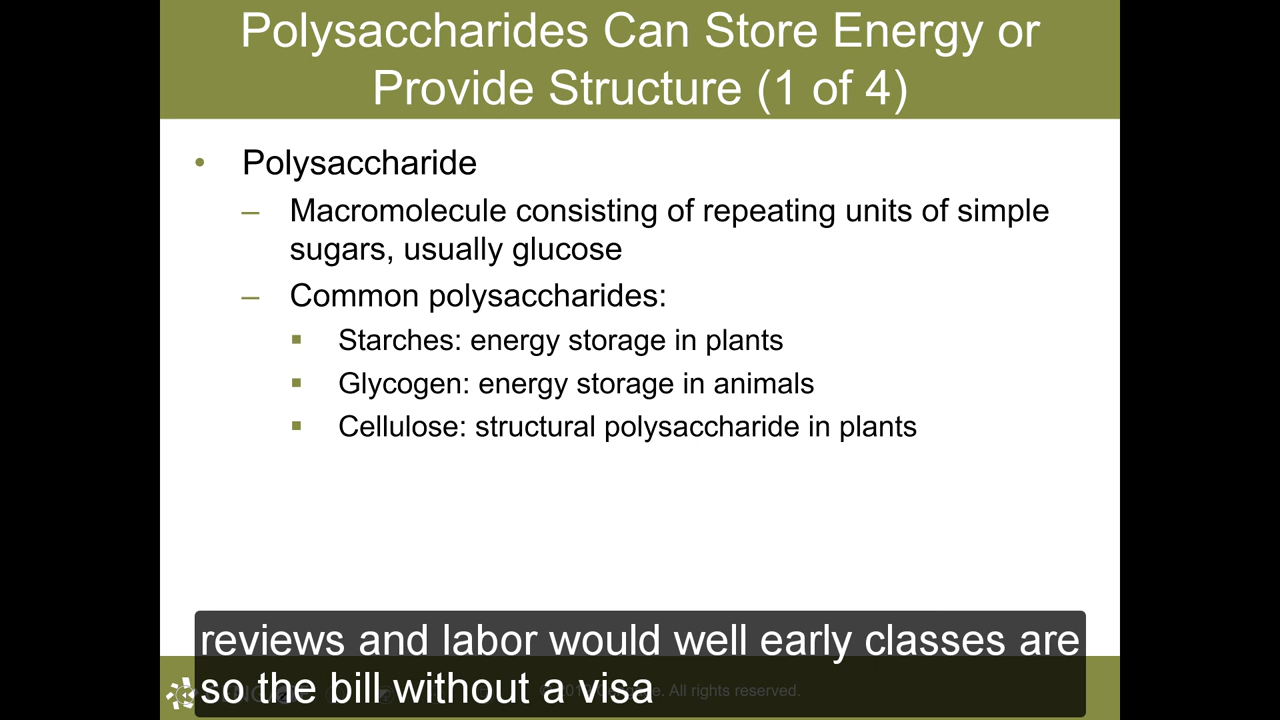 Polysaccharides Can Store Energy or
Provide Structure (1 of 4)
• Polysaccharide
– Macromolecule consisting of repeating units of simple
sugars, usually glucose
– Common polysaccharides:
▪ Starches: energy storage in plants
▪ Glycogen: energy storage in animals
▪ Cellulose: structural polysaccharide in plants
reviews and labor would well early classes are
so the bill without a visa
All rights reserved.